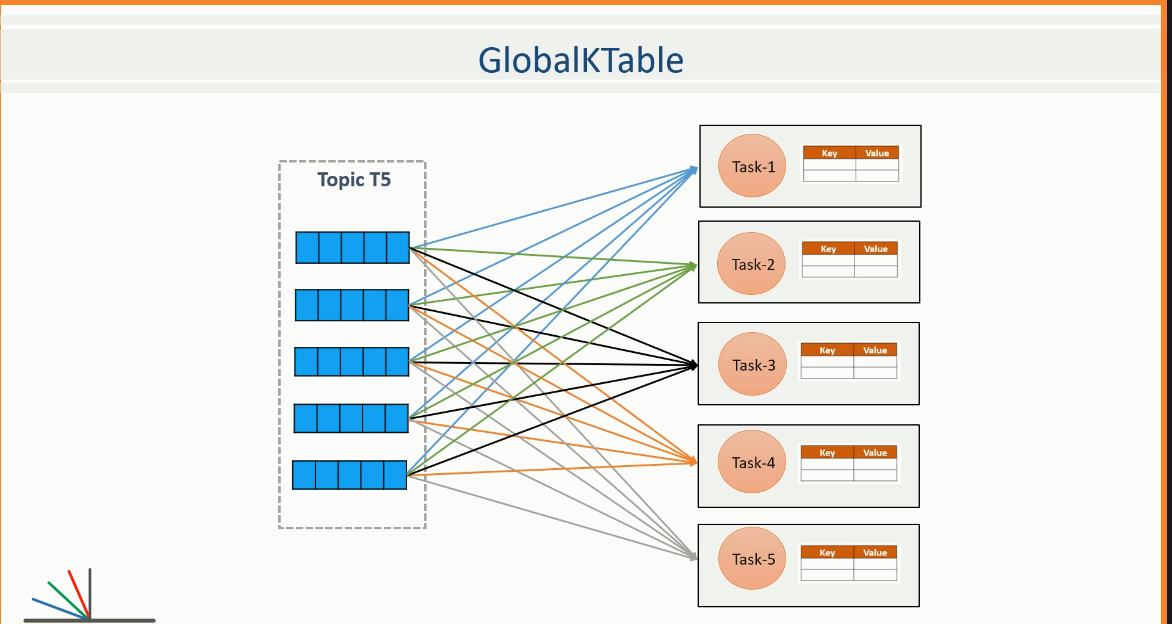 GlobalKTable
Topic T5
Task-1
Key Value
Task-2
Key Value
Task-3
Key Value
Task-4
Key Value
Task-5
Key Value